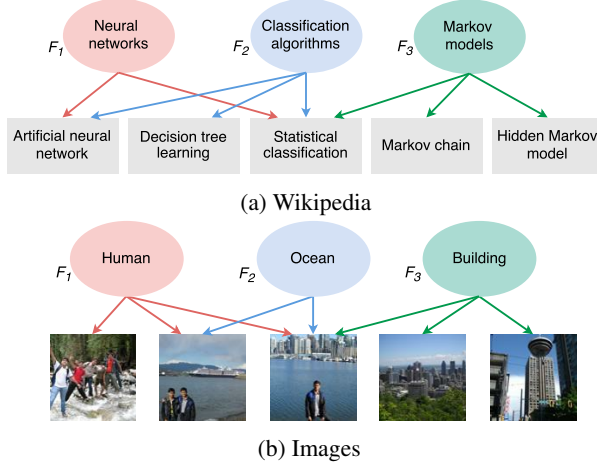 Neural
networks
F1
Classification
algorithms
F2
Markov
models
F3
Artificial neural
network
Decision tree
learning
Statistical
classification
Markov chain
Hidden Markov
model
(a) Wikipedia
Human
F1
Ocean
F2
Building
F3
(b) Images